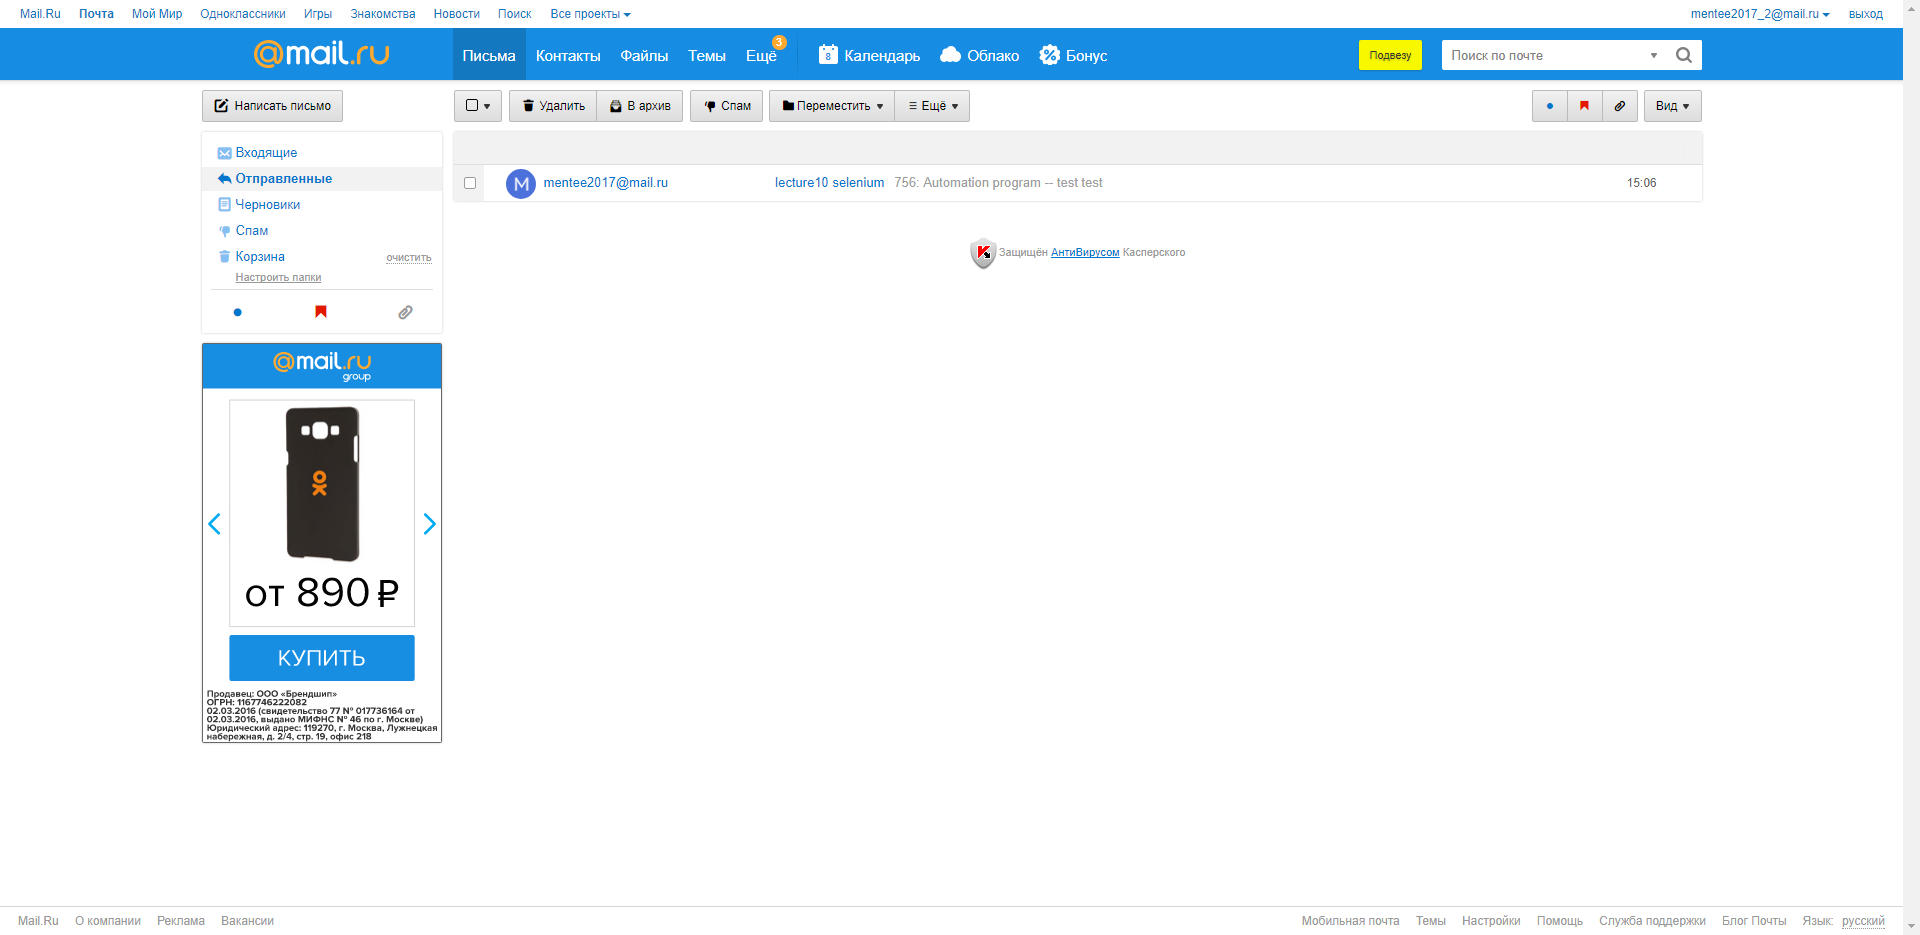 Mail.Ru Почта Мой Мир Одноклассники Игры Знакомства Новости Поиск Все проекты mentee2017_2@mail.ru выход
@mail.ru Письма Контакты Файлы Темы Ещё 3 8 Календарь Облако Бонус Подвезу Поиск по почте
Написать письмо Удалить В архив Спам Переместить Ещё Вид
Входящие
Отправленные
Черновики
Спам
Корзина очистить
Настроить папки
M mentee2017@mail.ru lecture10 selenium 756: Automation program -- test test 15:06
Защищён АнтиВирусом Касперского
@mail.ru
group
от 890 ₽
КУПИТЬ
Продавец: ООО «Брендшип»
ОГРН: 1167746222082
02.03.2016 (свидетельство 77 № 017736164 от
02.03.2016, выдано МИФНС № 46 по г. Москве)
Юридический адрес: 119270, г. Москва, Лужнецкая
набережная, д. 2/4, стр. 19, офис 218
Mail.Ru О компании Реклама Вакансии Мобильная почта Темы Настройки Помощь Служба поддержки Блог Почты Язык: русский